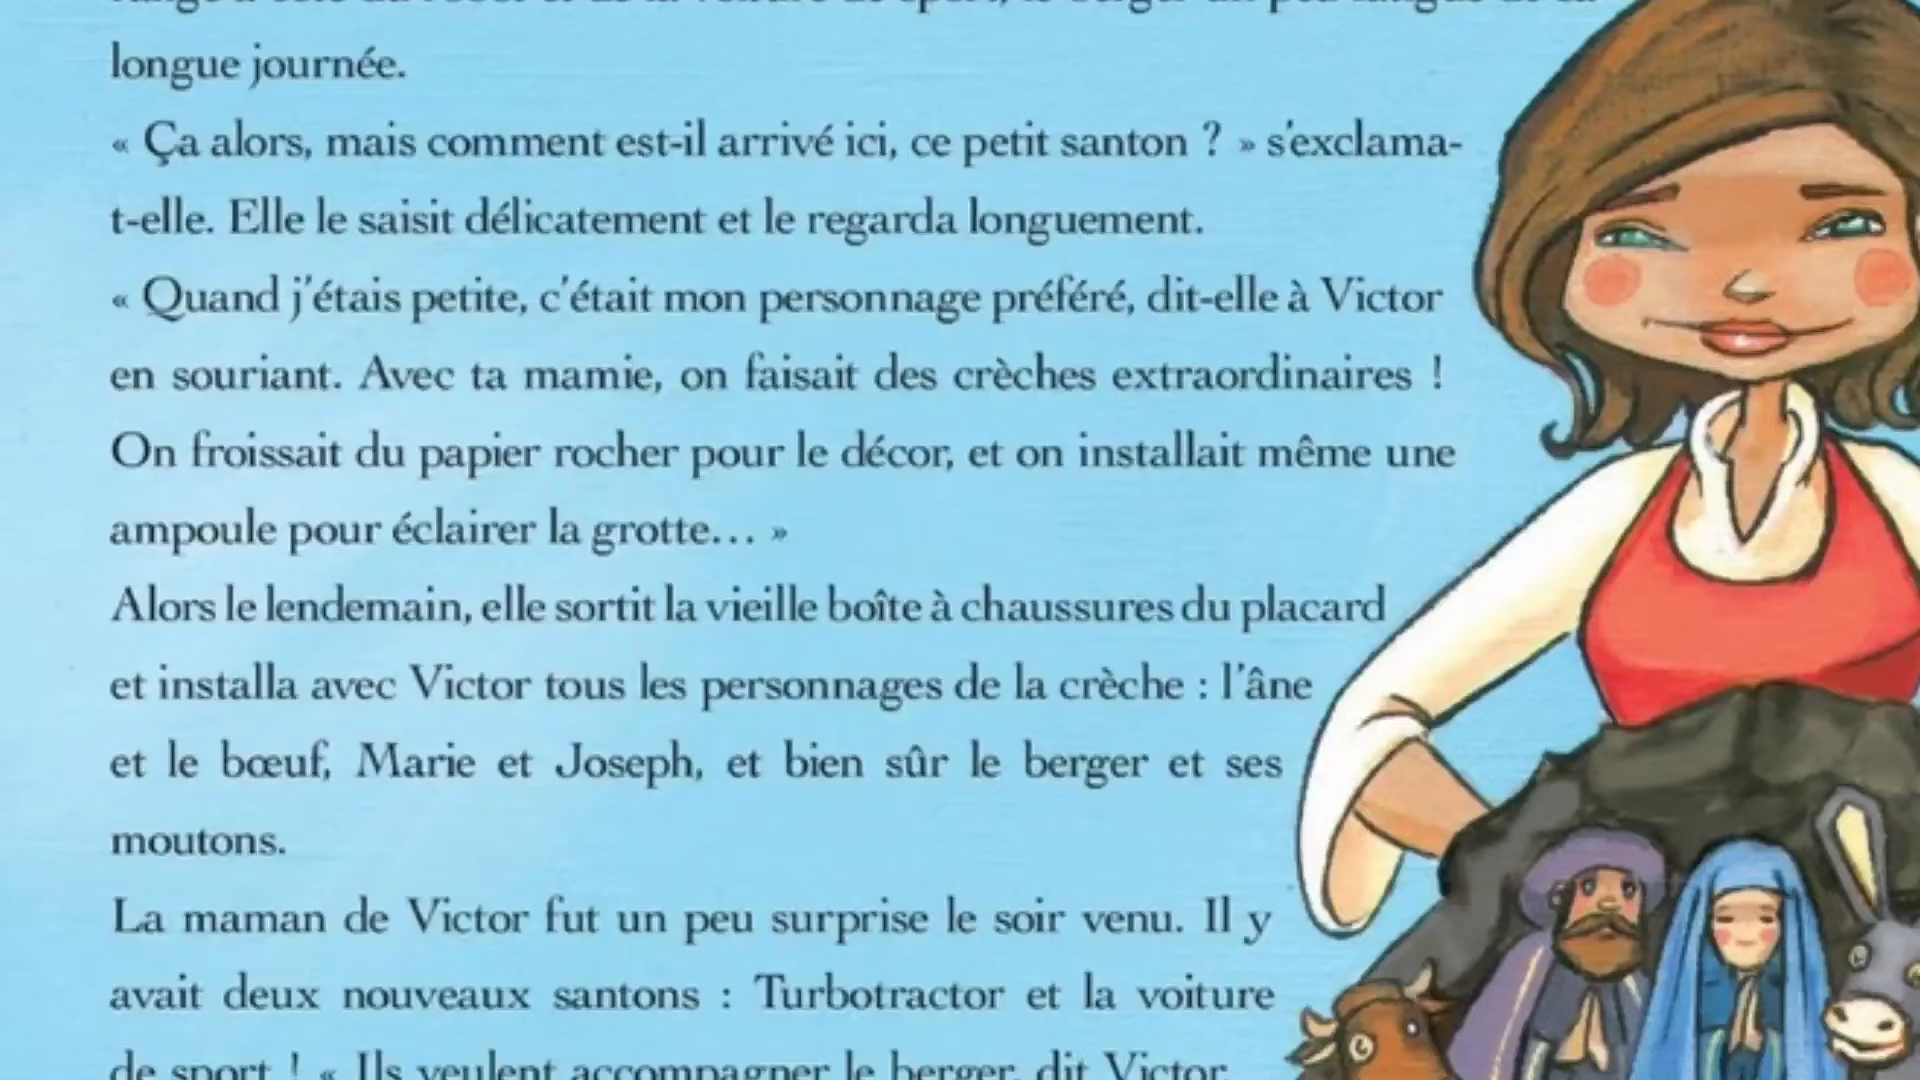 longue journée.
« Ça alors, mais comment est-il arrivé ici, ce petit santon ? » s'exclama-
t-elle. Elle le saisit délicatement et le regarda longuement.
« Quand j'étais petite, c'était mon personnage préféré, dit-elle à Victor
en souriant. Avec ta mamie, on faisait des crèches extraordinaires !
On froissait du papier rocher pour le décor, et on installait même une
ampoule pour éclairer la grotte... »
Alors le lendemain, elle sortit la vieille boîte à chaussures du placard
et installa avec Victor tous les personnages de la crèche : l'âne
et le bœuf, Marie et Joseph, et bien sûr le berger et ses
moutons.
La maman de Victor fut un peu surprise le soir venu. Il y
avait deux nouveaux santons : Turbotractor et la voiture
de sport ! « Ils veulent accompagner le berger, dit Victor.